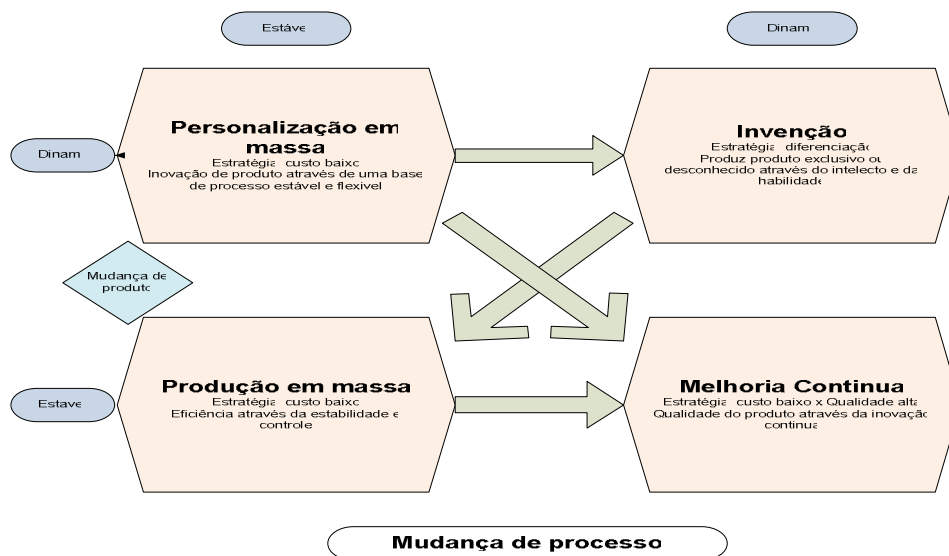 Estáve
Dinam
Personalização em
massa
Estratégia custo baixo
Inovação de produto através de uma base
de processo estável e flexivel
Dinam
Invenção
Estratégia diferenciação
Produz produto exclusivo ou
desconhecido através do intelecto e da
habilidade
Mudança de
produto
Produção em massa
Estratégia custo baixo
Eficiência através da estabilidade e
controle
Estave
Melhoria Continua
Estratégia custo baixo x Qualidade alta
Qualidade do produto através da inovação
continua
Mudança de processo